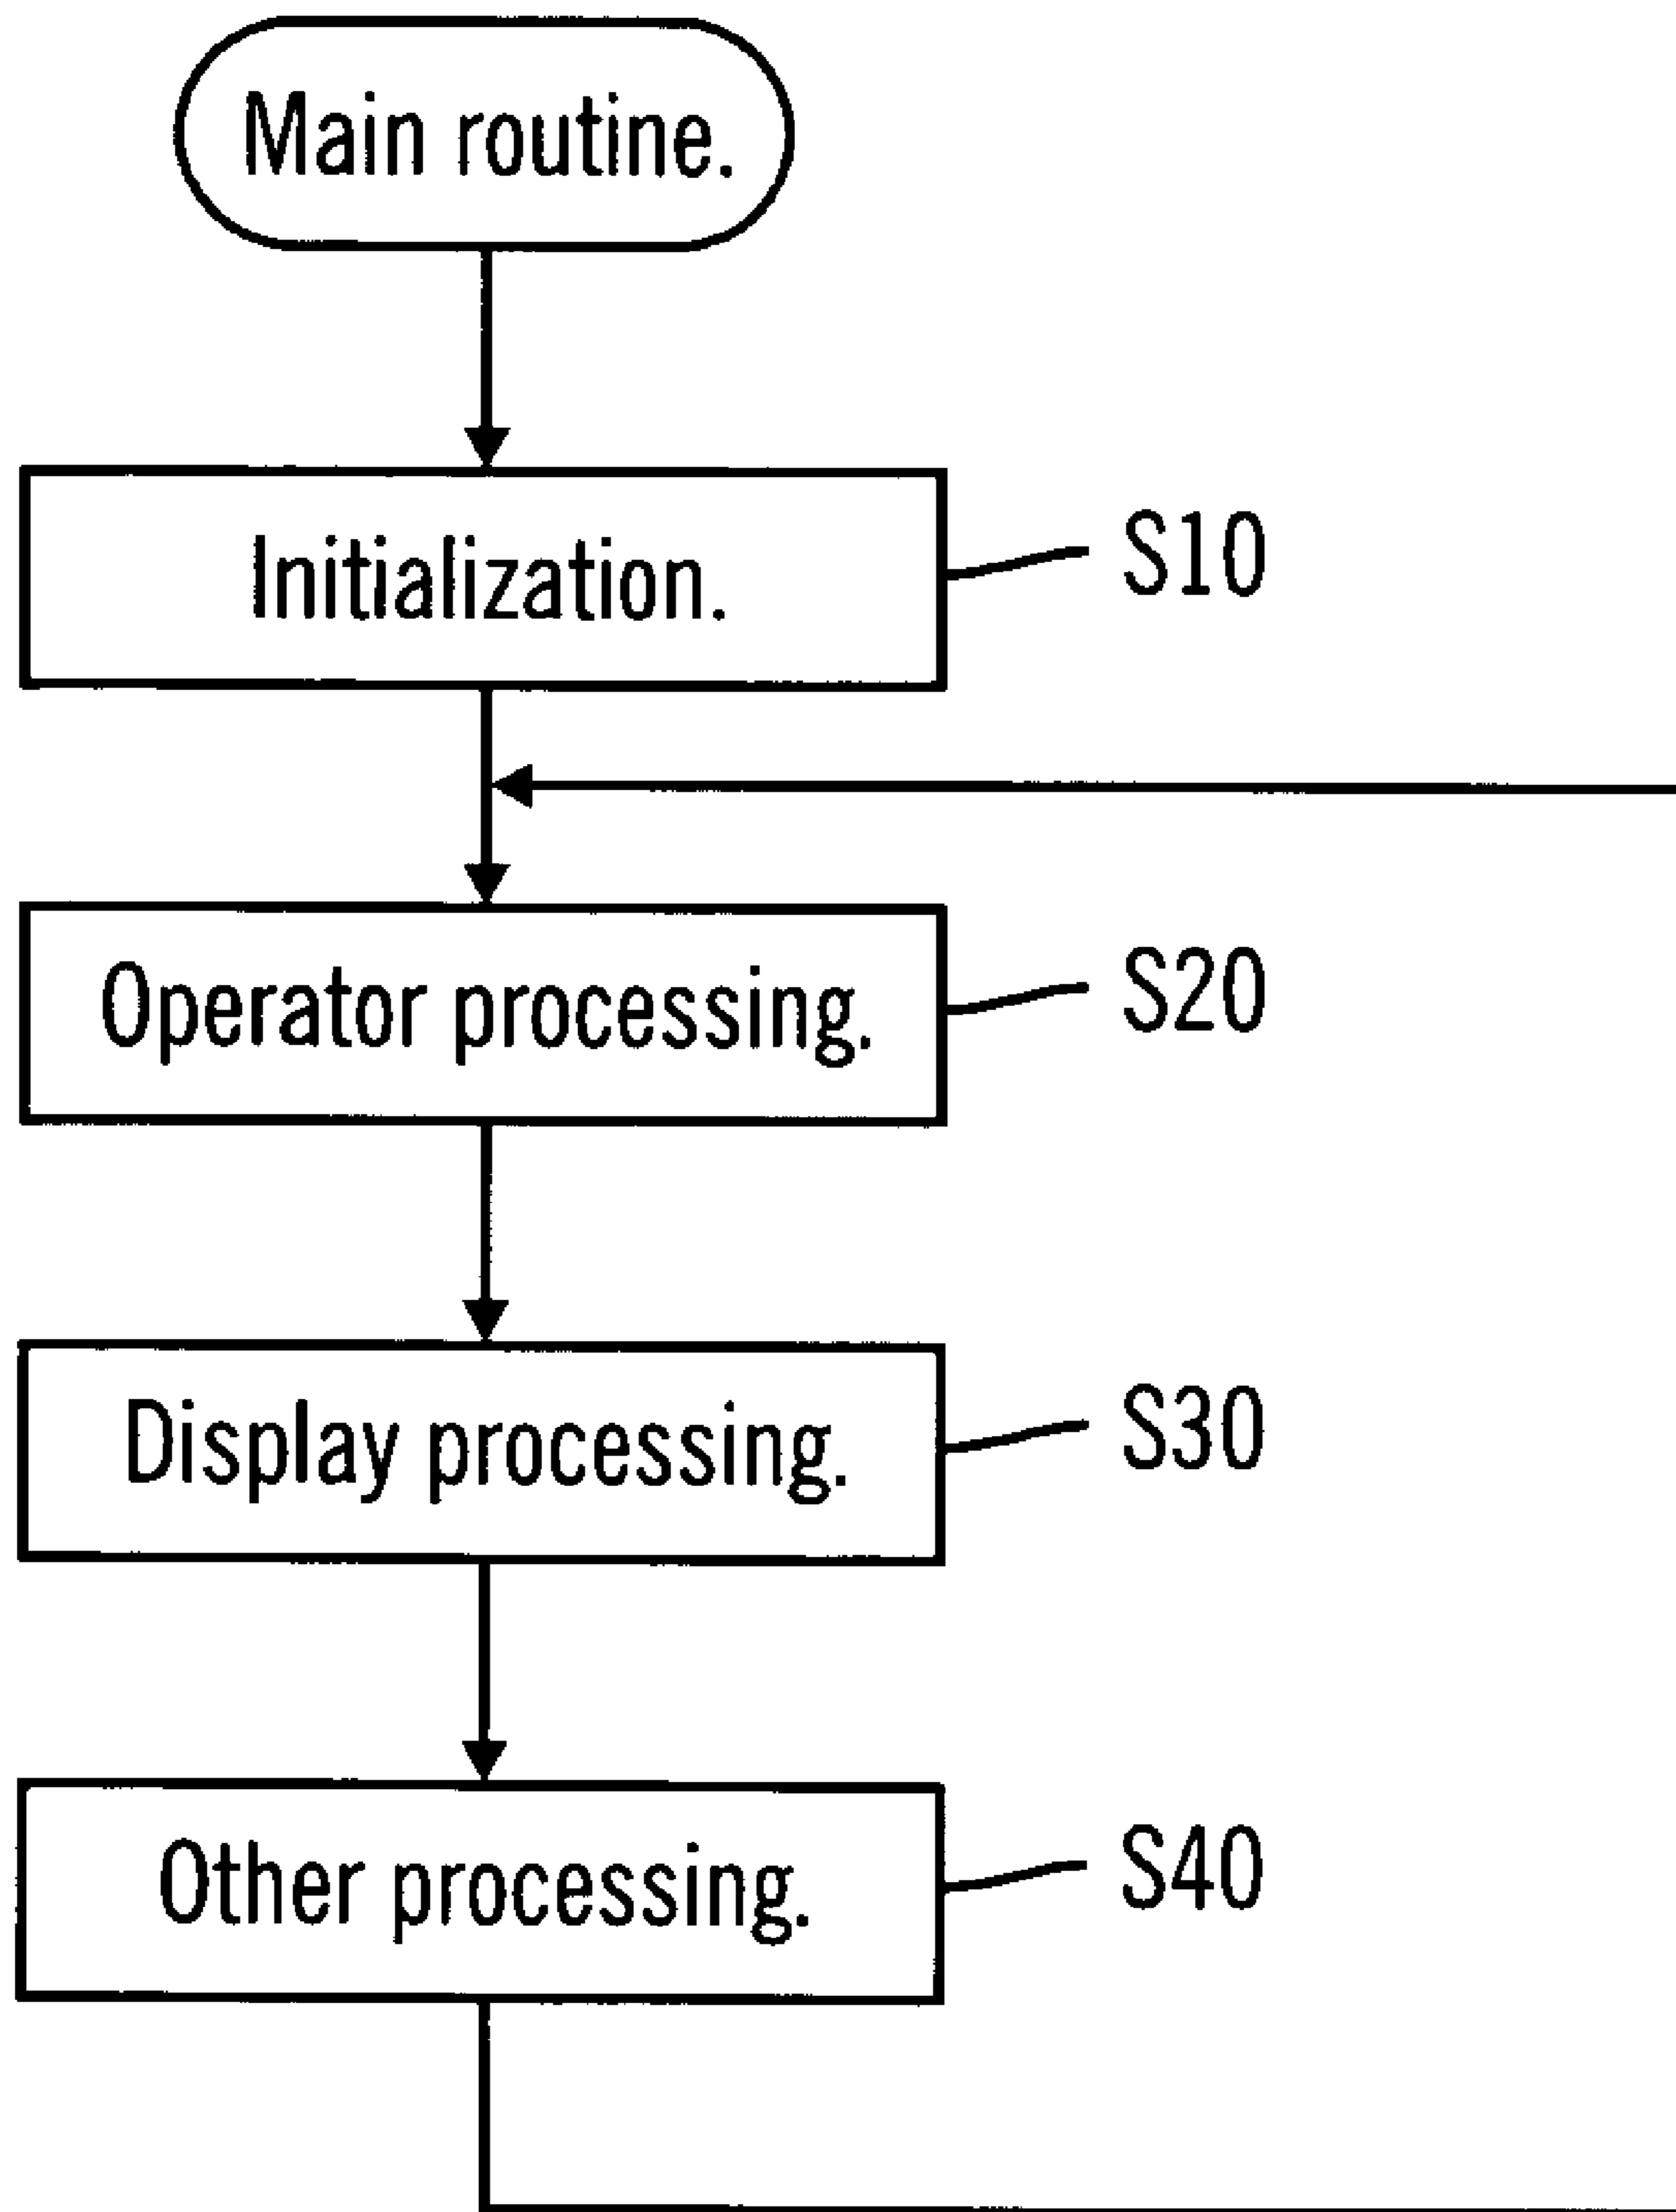 Main routine.
Initialization.
S10
Operator processing.
S20
Display processing.
S30
Other processing.
S40